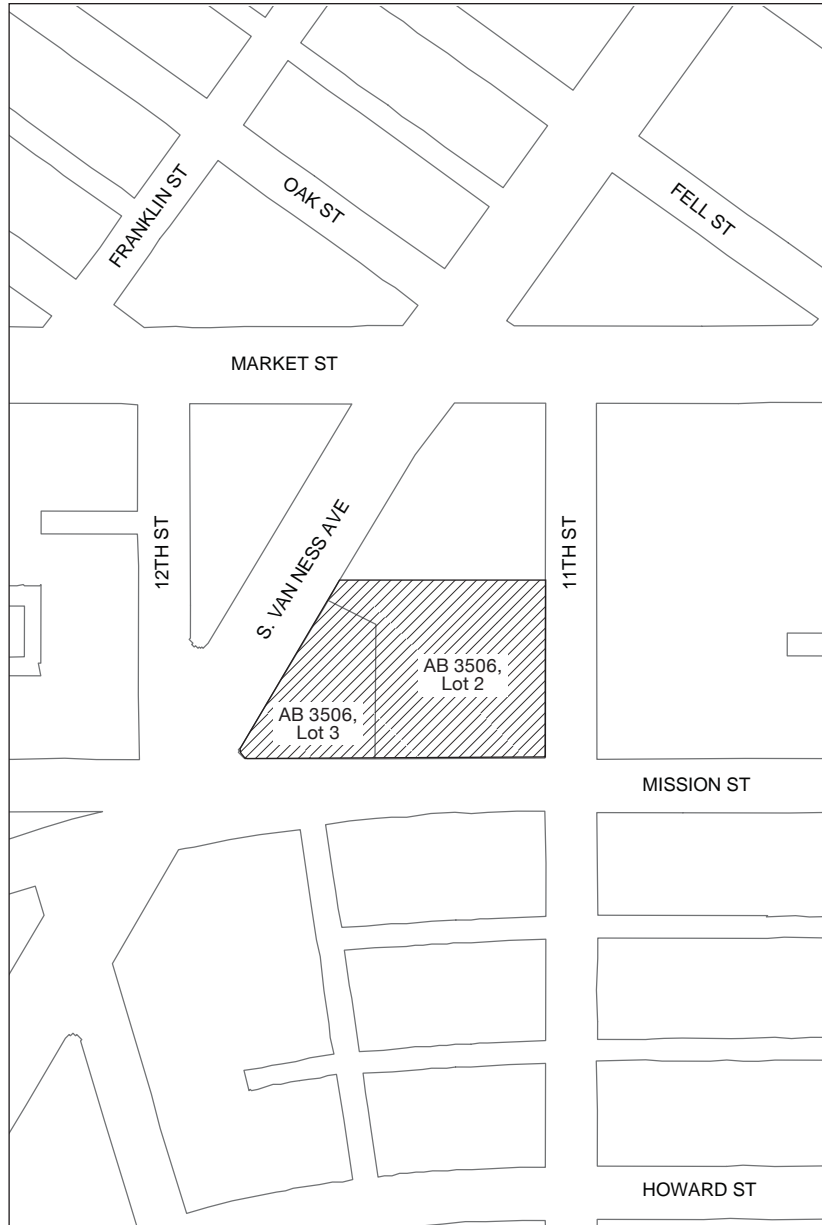 FRANKLIN ST
OAK ST
FELL ST
MARKET ST
12TH ST
S. VAN NESS AVE
11TH ST
AB 3506,
Lot 2
AB 3506,
Lot 3
MISSION ST
HOWARD ST